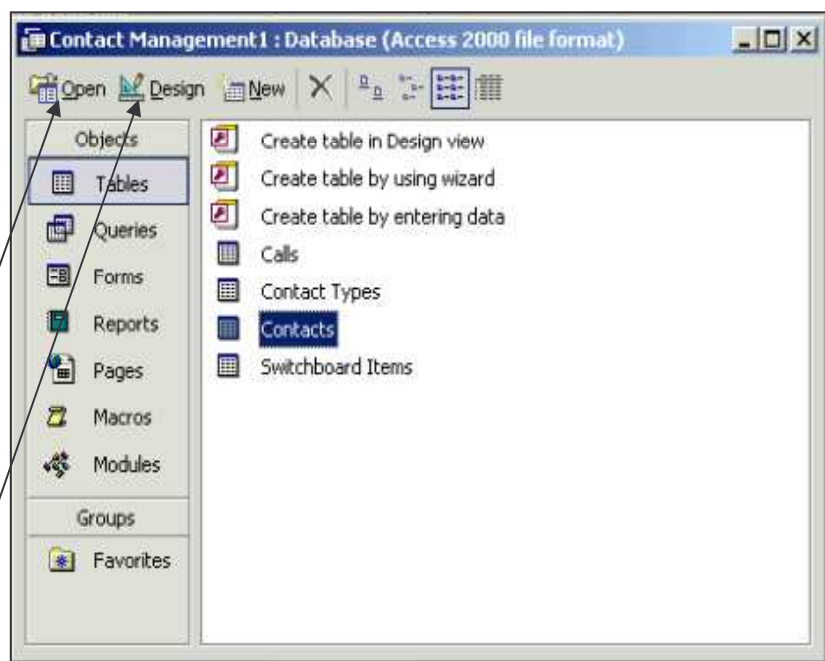 Contact Management1 : Database (Access 2000 file format)
Open Design New
Objects
Tables
Queries
Forms
Reports
Pages
Macros
Modules
Groups
Favorites
Create table in Design view
Create table by using wizard
Create table by entering data
Calls
Contact Types
Contacts
Switchboard Items